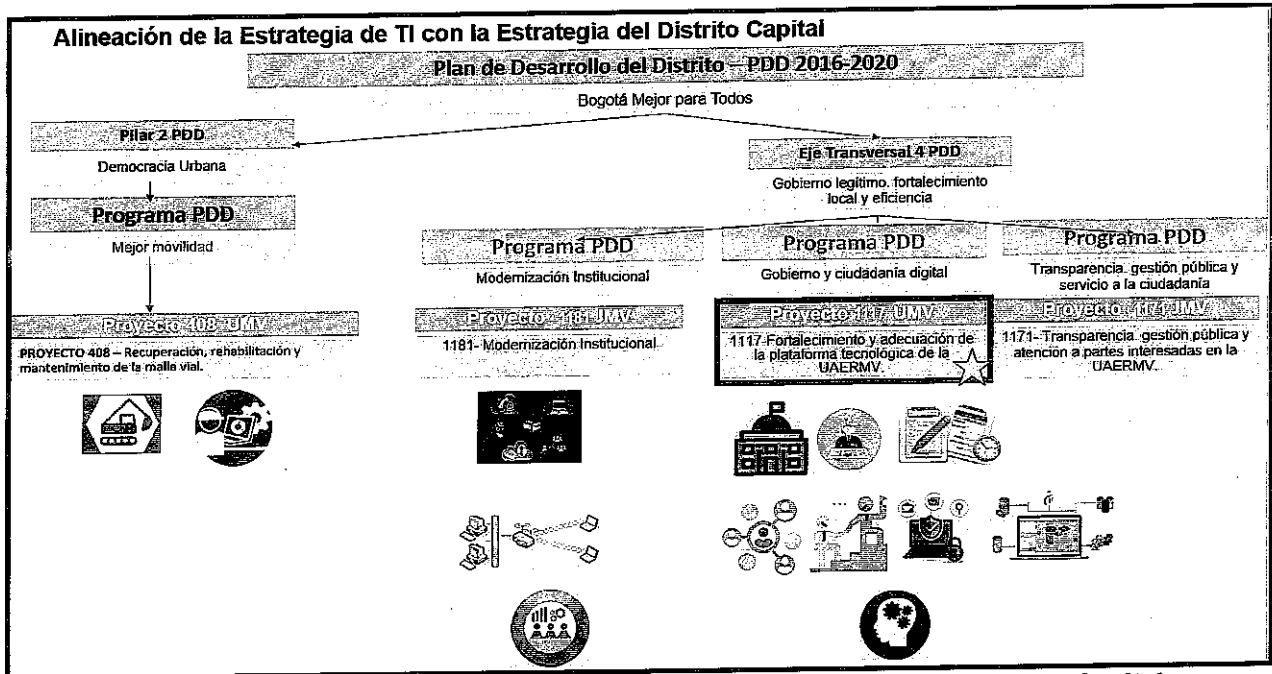 Alineación de la Estrategia de TI con la Estrategia del Distrito Capital
Plan de Desarrollo del Distrito – PDD 2016-2020
Bogotá Mejor para Todos
Pilar 2 PDD
Democracia Urbana
Programa PDD
Mejor movilidad
Proyecto 408 UMV
PROYECTO 408 – Recuperación, rehabilitación y
mantenimiento de la malla vial.
Eje Transversal 4 PDD
Gobierno legítimo, fortalecimiento
local y eficiencia
Programa PDD
Modernización Institucional
Proyecto - 1181 UMV
1181- Modernización Institucional
Programa PDD
Gobierno y ciudadanía digital
Proyecto 1117 UMV
1117-Fortalecimiento y adecuación de
la plataforma tecnológica de la
UAERMV.
Programa PDD
Transparencia, gestión pública y
servicio a la ciudadanía
Proyecto - 1171 UMV
1171- Transparencia, gestión pública y
atención a partes interesadas en la
UAERMV.